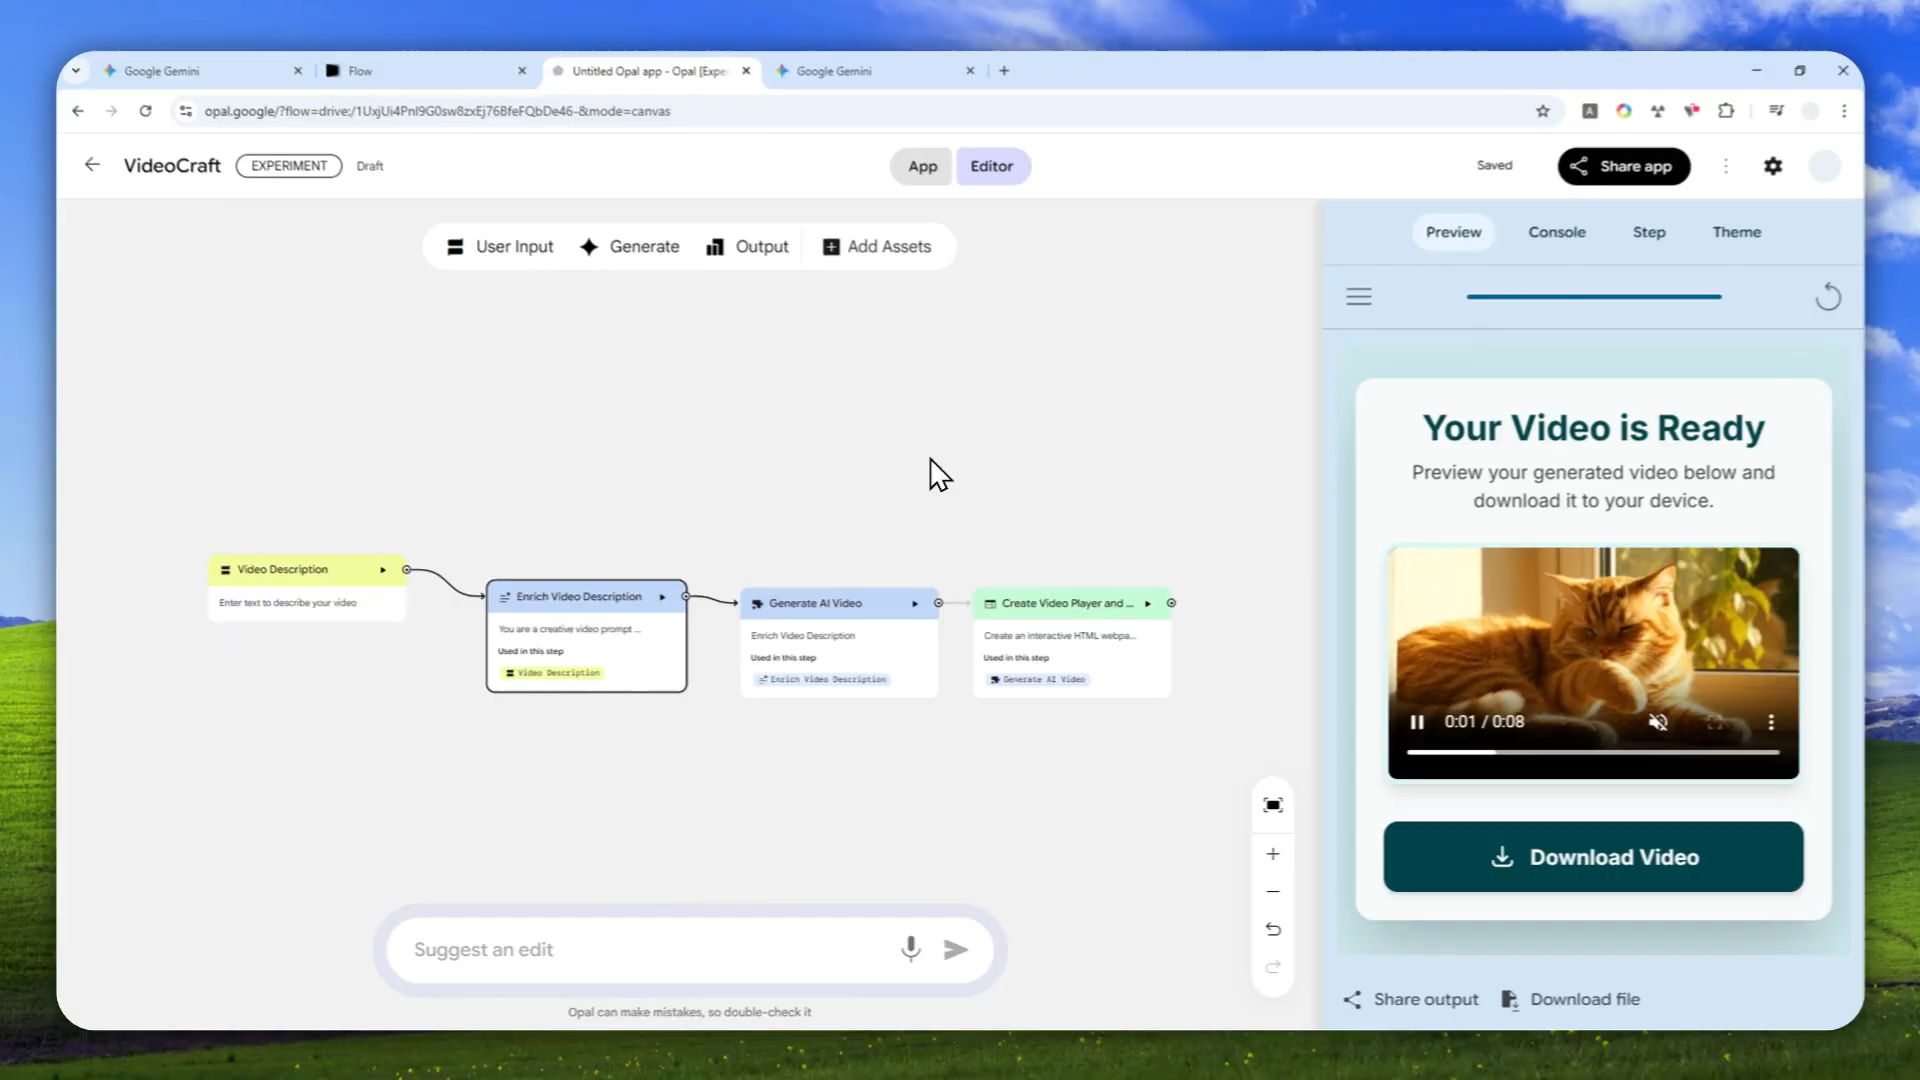 Google Gemini
Flow
Untitled Opal app - Opal [Expe
Google Gemini
opal.google/?flow=drive:/1UxjUi4PnI9G0sw8zxEj76BfeFQbDe46-&mode=canvas
A
VideoCraft
EXPERIMENT
Draft
App
Editor
Saved
Share app
User Input
Generate
Output
Add Assets
Preview
Console
Step
Theme
Your Video is Ready
Preview your generated video below and
download it to your device.
0:01 / 0:08
Download Video
Share output
Download file
Video Description
Enter text to describe your video
Enrich Video Description
You are a creative video prompt ...
Used in this step
Video Description
Generate AI Video
Enrich Video Description
Used in this step
Enrich Video Description
Create Video Player and ...
Create an interactive HTML webpa...
Used in this step
Generate AI Video
Suggest an edit
Opal can make mistakes, so double-check it